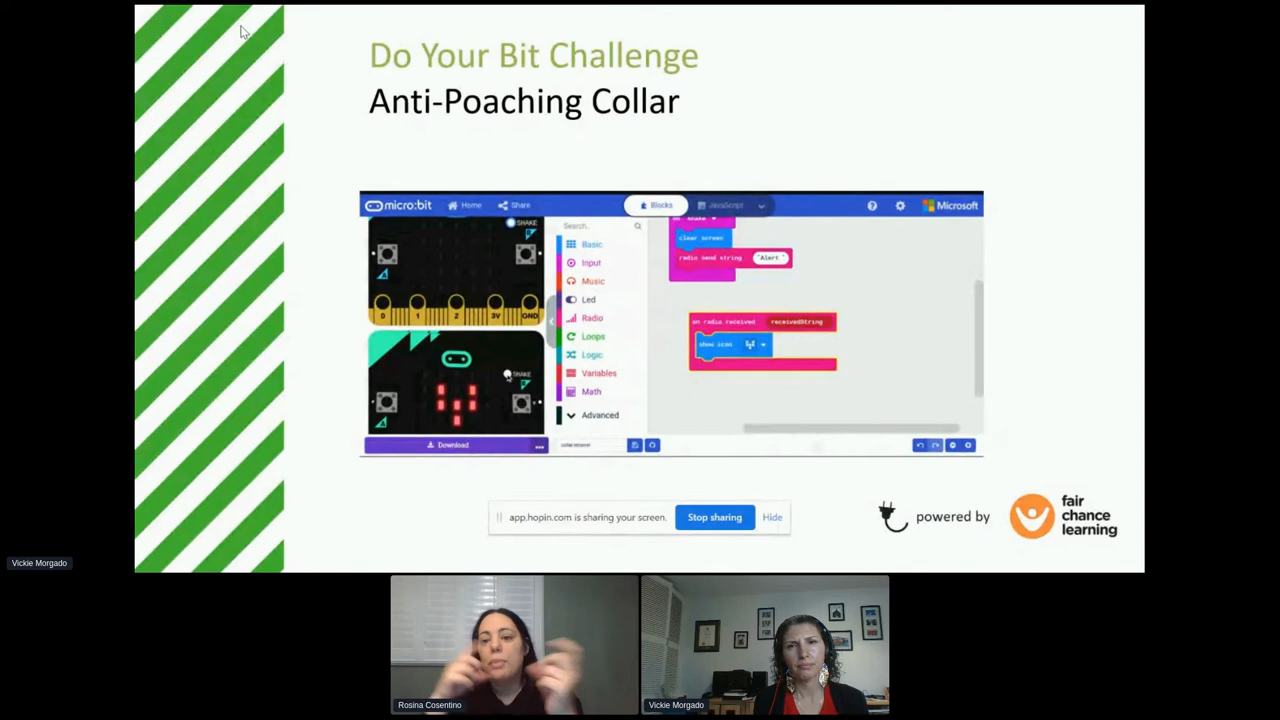 Do Your Bit Challenge
Anti-Poaching Collar
micro:bit Home Share Blocks JavaScript Microsoft
SHAKE
B
A
0 1 2 3V GND
SHAKE
B
A
Download
Search...
Basic
Input
Music
Led
Radio
Loops
Logic
Variables
Math
Advanced
on shake
clear screen
radio send string "Alert "
on radio received receivedString
show icon
app.hopin.com is sharing your screen. Stop sharing Hide
powered by
fair
chance
learning
Vickie Morgado
Rosina Cosentino
Vickie Morgado